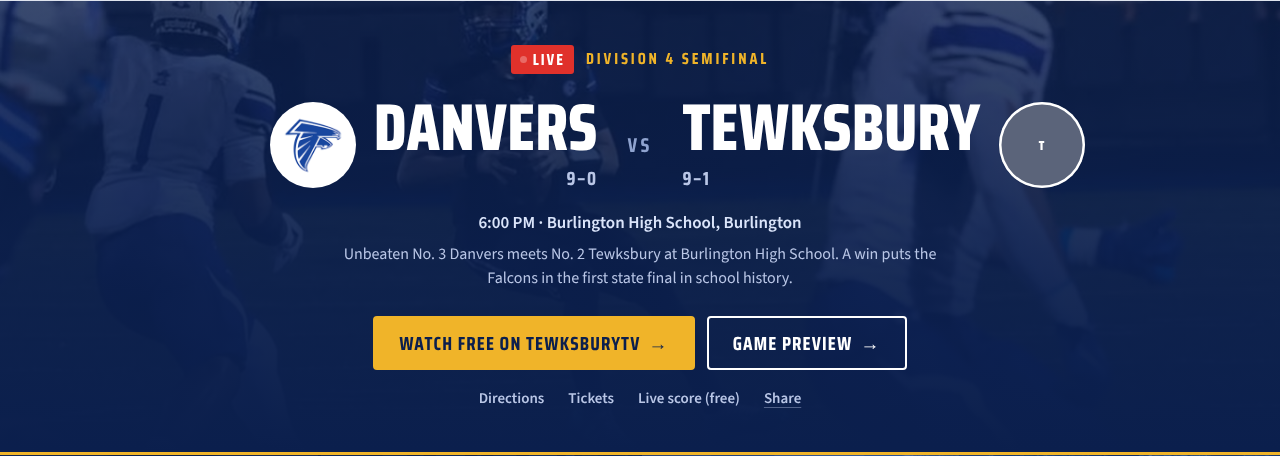 LIVE DIVISION 4 SEMIFINAL
DANVERS VS TEWKSBURY T
9–0 9–1
6:00 PM · Burlington High School, Burlington
Unbeaten No. 3 Danvers meets No. 2 Tewksbury at Burlington High School. A win puts the
Falcons in the first state final in school history.
WATCH FREE ON TEWKSBURYTV → GAME PREVIEW →
Directions Tickets Live score (free) Share
1